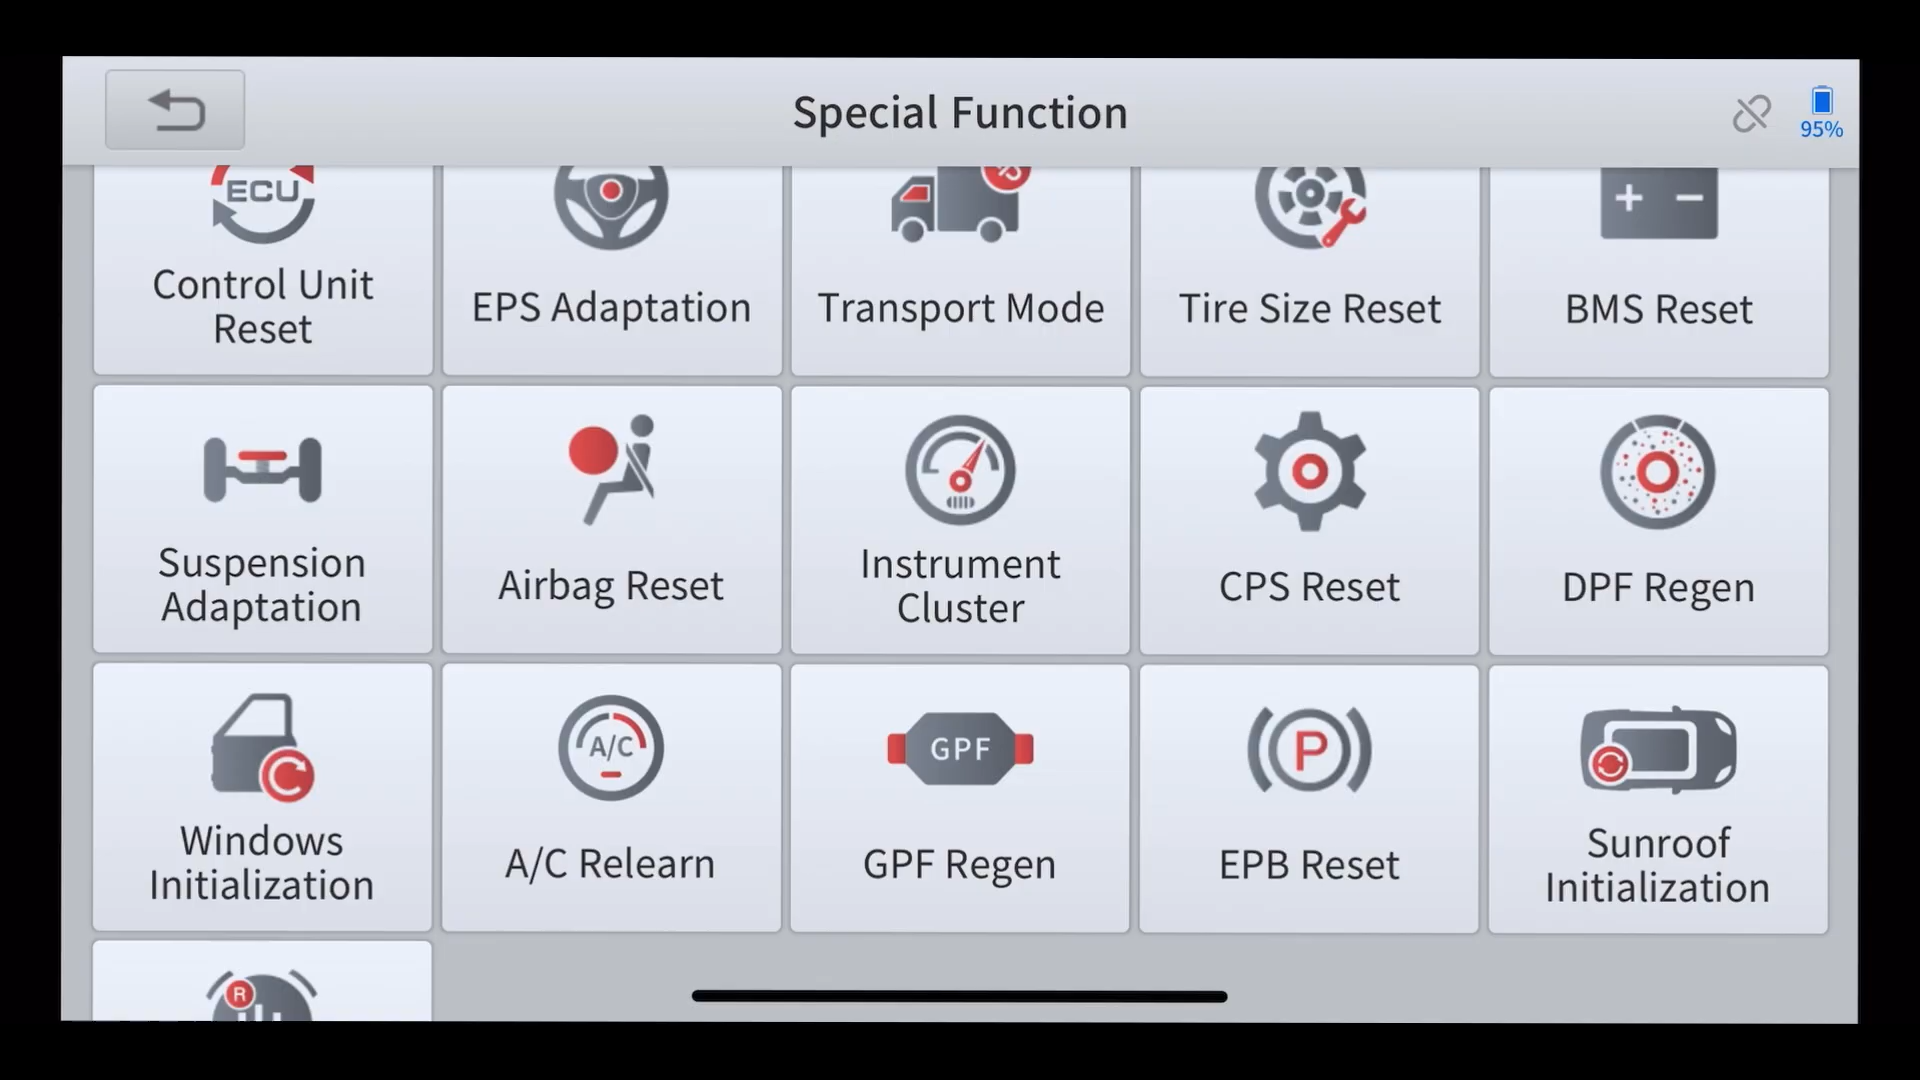 Special Function
95%
ECU
Control Unit
Reset
EPS Adaptation
Transport Mode
Tire Size Reset
+ −
BMS Reset
Suspension
Adaptation
Airbag Reset
Instrument
Cluster
CPS Reset
DPF Regen
Windows
Initialization
A/C
A/C Relearn
GPF
GPF Regen
P
EPB Reset
Sunroof
Initialization
R